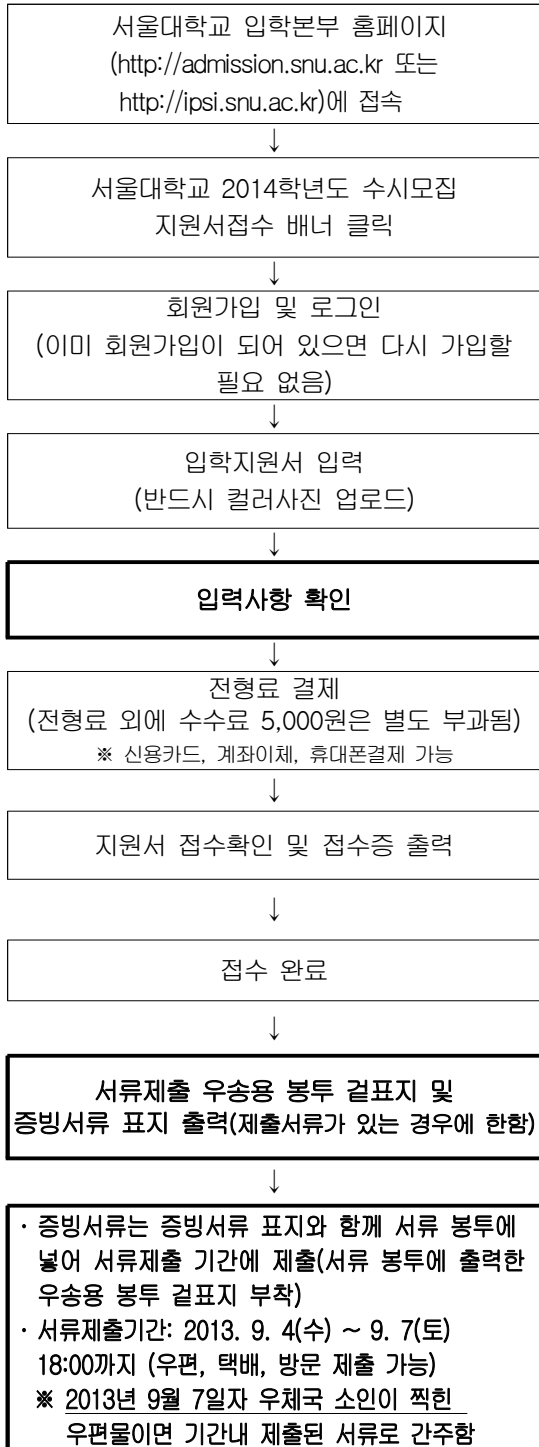 서울대학교 입학본부 홈페이지
(http://admission.snu.ac.kr 또는
http://ipsi.snu.ac.kr)에 접속
↓
서울대학교 2014학년도 수시모집
지원서접수 배너 클릭
↓
회원가입 및 로그인
(이미 회원가입이 되어 있으면 다시 가입할
필요 없음)
↓
입학지원서 입력
(반드시 컬러사진 업로드)
↓
입력사항 확인
↓
전형료 결제
(전형료 외에 수수료 5,000원은 별도 부과됨)
※ 신용카드, 계좌이체, 휴대폰결제 가능
↓
지원서 접수확인 및 접수증 출력
↓
접수 완료
↓
서류제출 우송용 봉투 겉표지 및
증빙서류 표지 출력(제출서류가 있는 경우에 한함)
↓
· 증빙서류는 증빙서류 표지와 함께 서류 봉투에
넣어 서류제출 기간에 제출(서류 봉투에 출력한
우송용 봉투 겉표지 부착)
· 서류제출기간: 2013. 9. 4(수) ~ 9. 7(토)
18:00까지 (우편, 택배, 방문 제출 가능)
※ 2013년 9월 7일자 우체국 소인이 찍힌
우편물이면 기간내 제출된 서류로 간주함